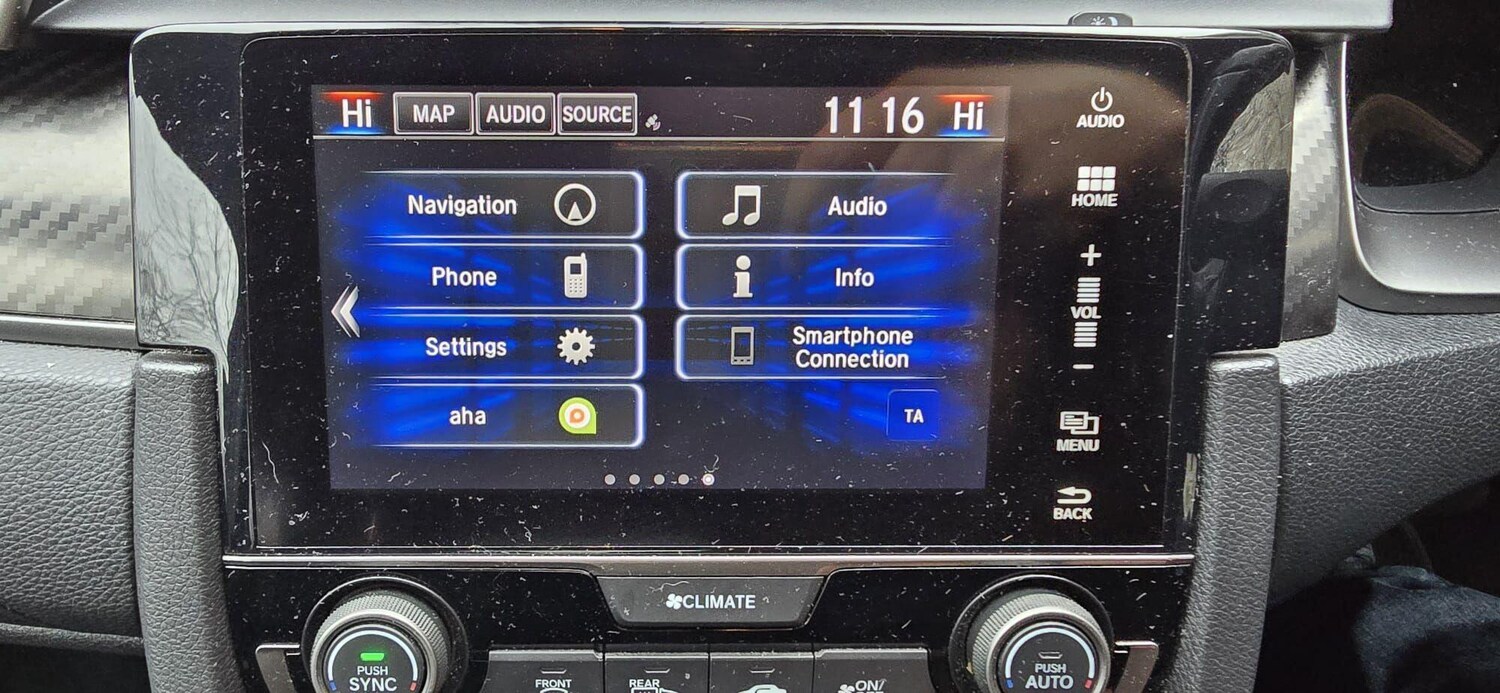 Hi MAP AUDIO SOURCE 11 16 Hi
AUDIO
HOME
+
VOL
−
MENU
BACK
Navigation
Audio
Phone
Info
Settings
Smartphone
Connection
aha
TA
CLIMATE
PUSH
SYNC
FRONT
REAR
ON/
PUSH
AUTO